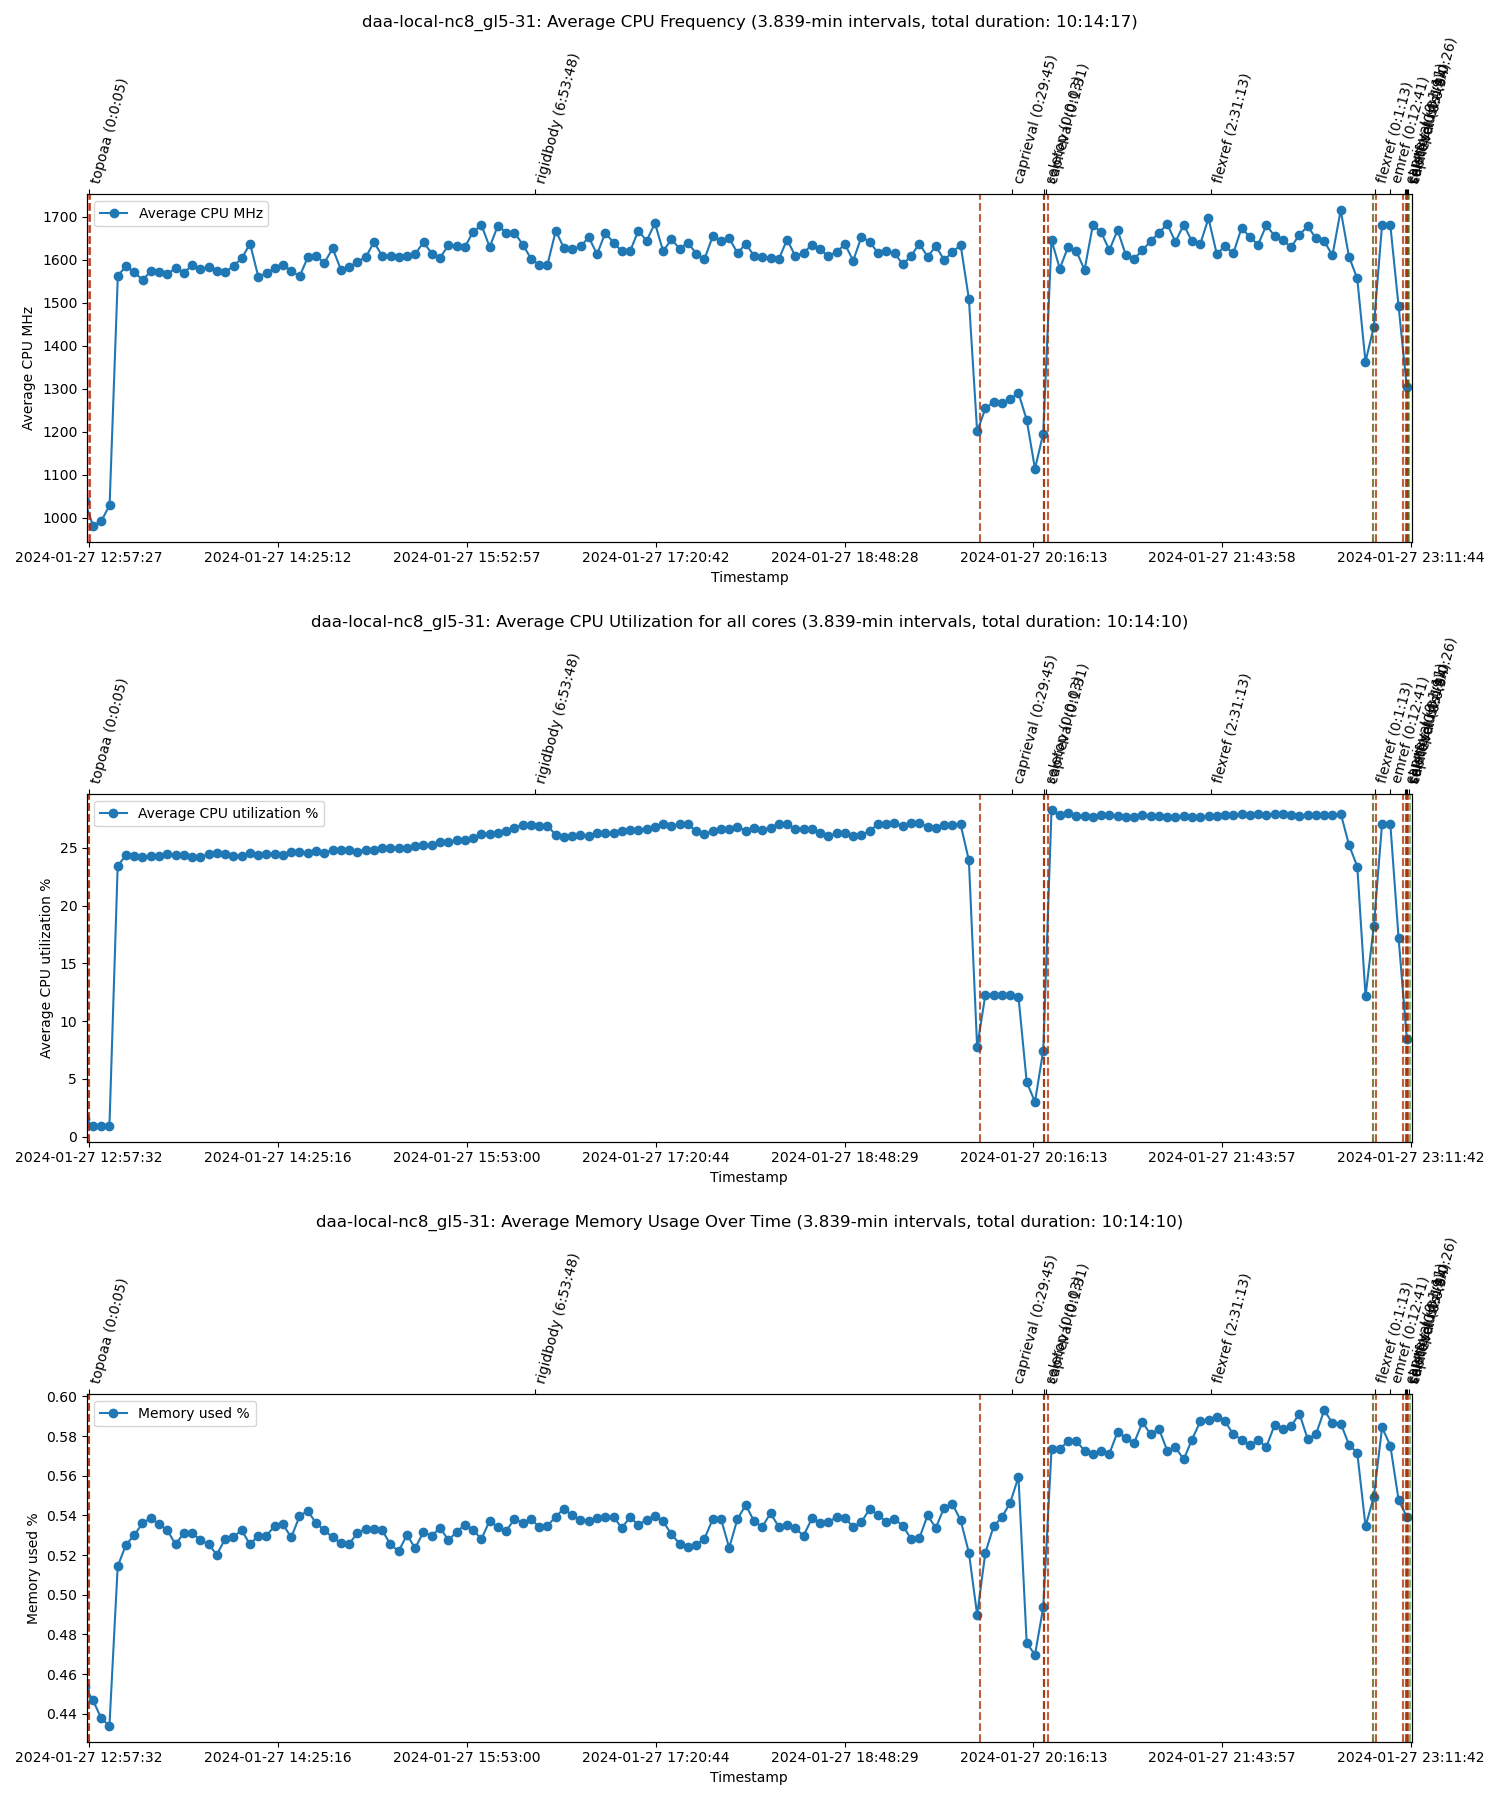 daa-local-nc8_gl5-31: Average CPU Frequency (3.839-min intervals, total duration: 10:14:17)
topoaa (0:0:05)
rigidbody (6:53:48)
caprieval (0:29:45)
caprieval (0:1:31)
flexref (2:31:13)
flexref (0:1:13)
emref (0:12:41)
1700
1600
1500
1400
1300
1200
1100
1000
Average CPU MHz
Average CPU MHz
2024-01-27 12:57:27
2024-01-27 14:25:12
2024-01-27 15:52:57
2024-01-27 17:20:42
2024-01-27 18:48:28
2024-01-27 20:16:13
2024-01-27 21:43:58
2024-01-27 23:11:44
Timestamp
daa-local-nc8_gl5-31: Average CPU Utilization for all cores (3.839-min intervals, total duration: 10:14:10)
topoaa (0:0:05)
rigidbody (6:53:48)
caprieval (0:29:45)
caprieval (0:1:31)
flexref (2:31:13)
flexref (0:1:13)
emref (0:12:41)
25
20
15
10
5
0
Average CPU utilization %
Average CPU utilization %
2024-01-27 12:57:32
2024-01-27 14:25:16
2024-01-27 15:53:00
2024-01-27 17:20:44
2024-01-27 18:48:29
2024-01-27 20:16:13
2024-01-27 21:43:57
2024-01-27 23:11:42
Timestamp
daa-local-nc8_gl5-31: Average Memory Usage Over Time (3.839-min intervals, total duration: 10:14:10)
topoaa (0:0:05)
rigidbody (6:53:48)
caprieval (0:29:45)
caprieval (0:1:31)
flexref (2:31:13)
flexref (0:1:13)
emref (0:12:41)
0.60
0.58
0.56
0.54
0.52
0.50
0.48
0.46
0.44
Memory used %
Memory used %
2024-01-27 12:57:32
2024-01-27 14:25:16
2024-01-27 15:53:00
2024-01-27 17:20:44
2024-01-27 18:48:29
2024-01-27 20:16:13
2024-01-27 21:43:57
2024-01-27 23:11:42
Timestamp